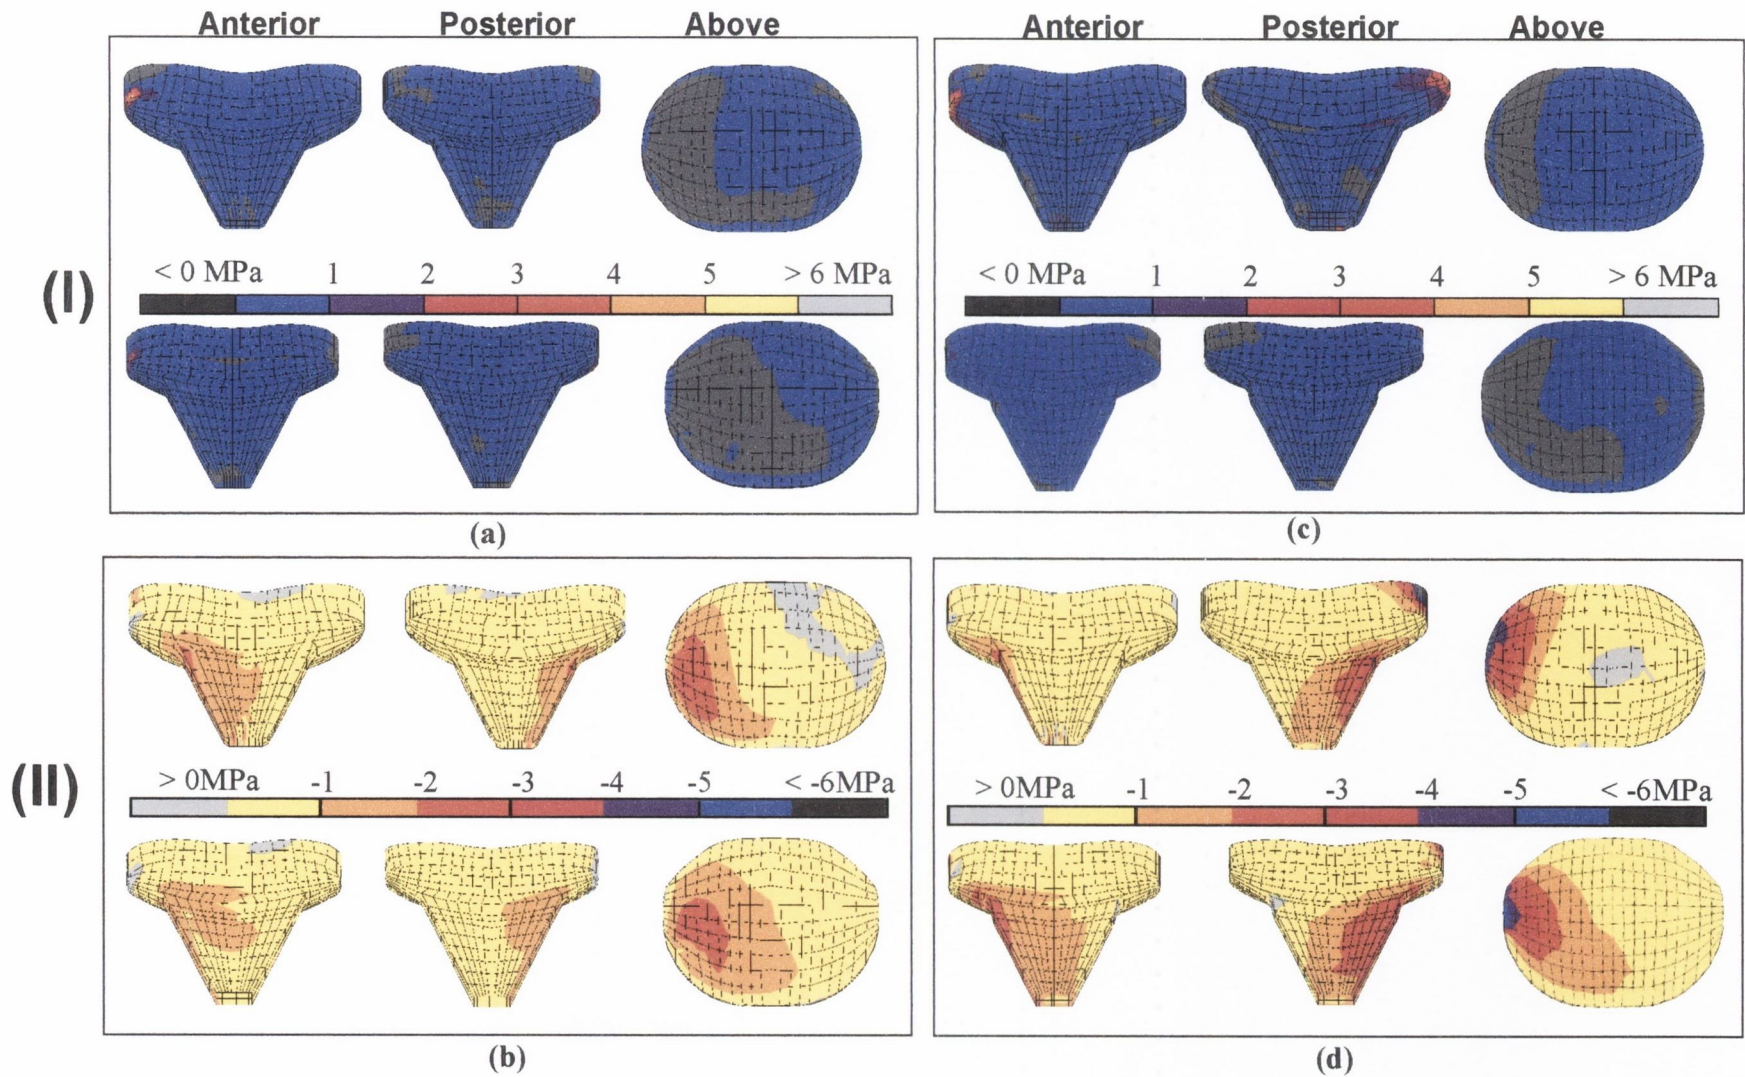 Anterior Posterior Above
Anterior Posterior Above
(I)
< 0 MPa 1 2 3 4 5 > 6 MPa
< 0 MPa 1 2 3 4 5 > 6 MPa
(a)
(c)
(II)
> 0MPa -1 -2 -3 -4 -5 < -6MPa
> 0MPa -1 -2 -3 -4 -5 < -6MPa
(b)
(d)